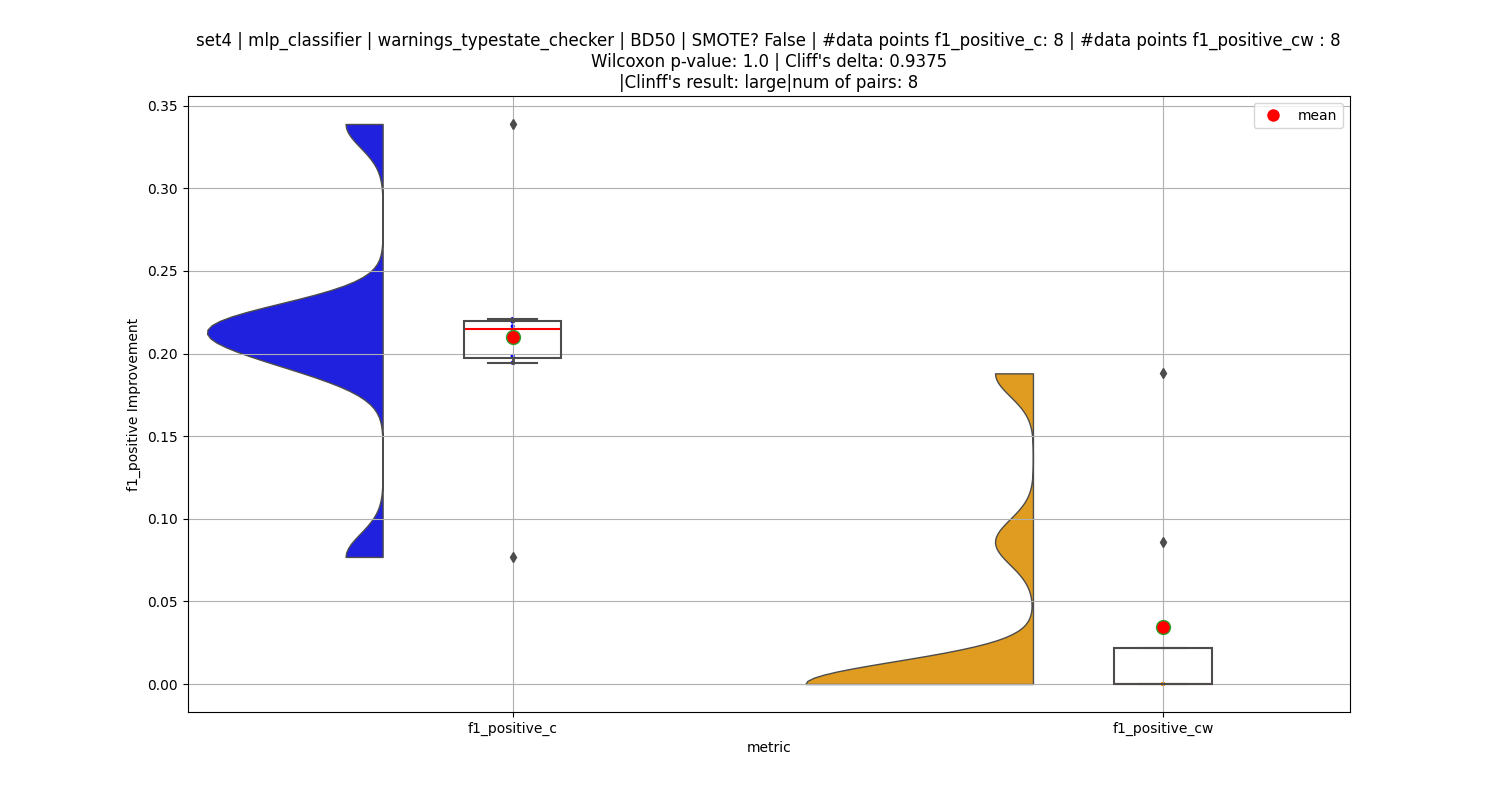 set4 | mlp_classifier | warnings_typestate_checker | BD50 | SMOTE? False | #data points f1_positive_c: 8 | #data points f1_positive_cw : 8
Wilcoxon p-value: 1.0 | Cliff's delta: 0.9375
|Clinff's result: large|num of pairs: 8
mean
0.35
0.30
0.25
0.20
0.15
0.10
0.05
0.00
f1_positive Improvement
f1_positive_c
f1_positive_cw
metric